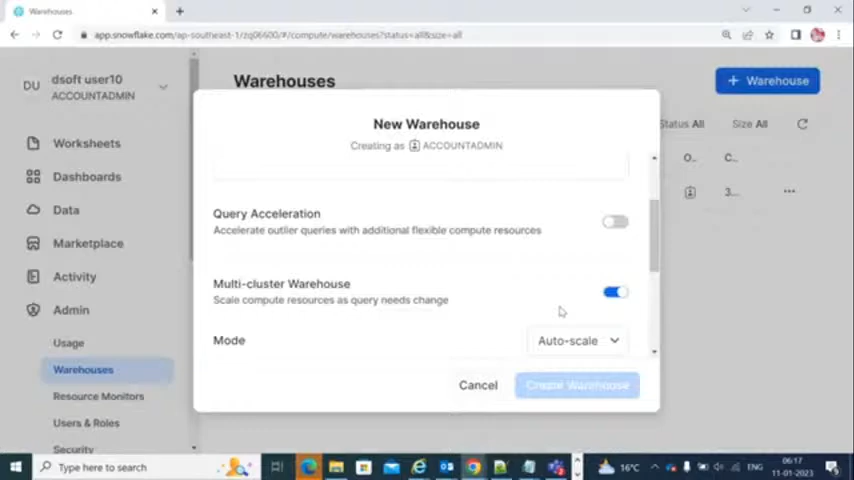 Warehouses
app.snowflake.com/ap-southeast-1/zq06600/#/compute/warehouses?status=all&size=all
DU
dsoft user10
ACCOUNTADMIN
Warehouses
+ Warehouse
Status All
Size All
O..
C...
3...
Worksheets
Dashboards
Data
Marketplace
Activity
Admin
Usage
Warehouses
Resource Monitors
Users & Roles
Security
New Warehouse
Creating as ACCOUNTADMIN
Query Acceleration
Accelerate outlier queries with additional flexible compute resources
Multi-cluster Warehouse
Scale compute resources as query needs change
Mode
Auto-scale
Cancel
Create Warehouse
Type here to search
16°C
ENG
06:17
11-01-2023